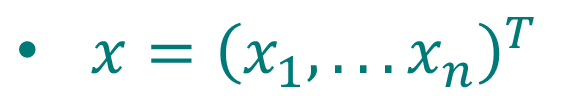 • x = (x₁, … xₙ)ᵀ